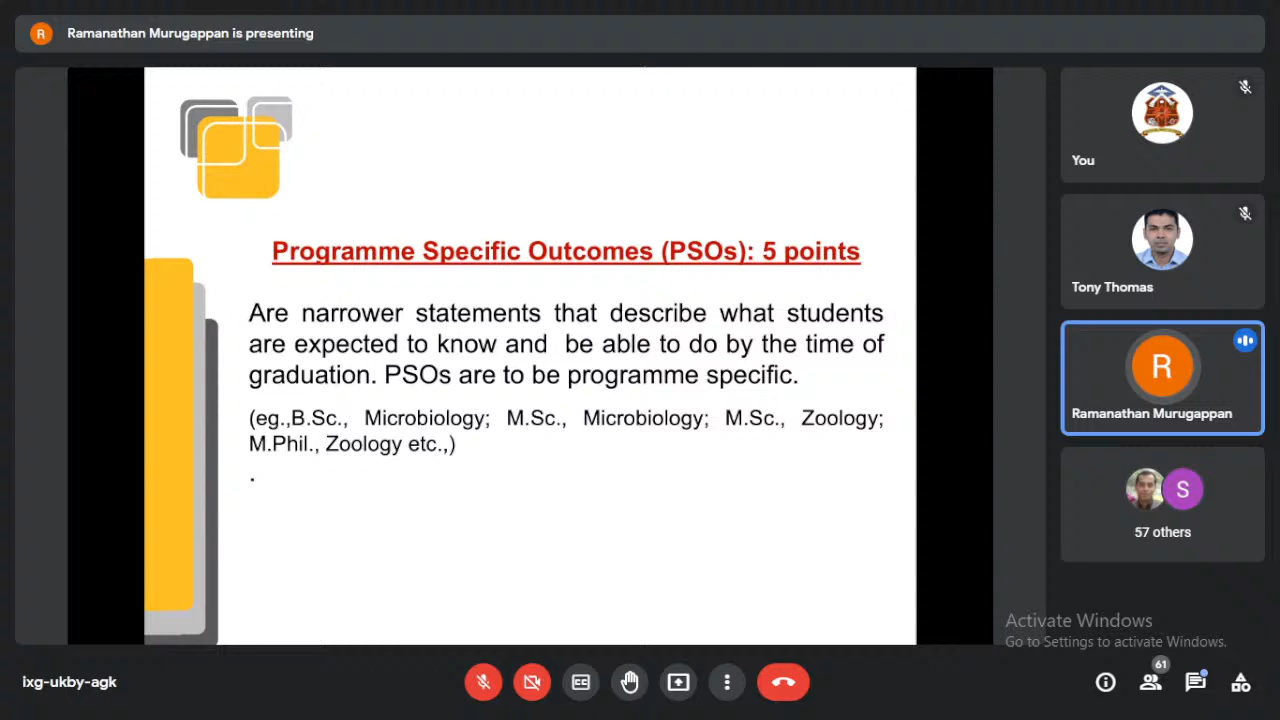 R Ramanathan Murugappan is presenting
Programme Specific Outcomes (PSOs): 5 points
Are narrower statements that describe what students
are expected to know and be able to do by the time of
graduation. PSOs are to be programme specific.
(eg.,B.Sc., Microbiology; M.Sc., Microbiology; M.Sc., Zoology;
M.Phil., Zoology etc.,)
.
You
Tony Thomas
R
Ramanathan Murugappan
S
57 others
Activate Windows
Go to Settings to activate Windows.
ixg-ukby-agk
CC
61